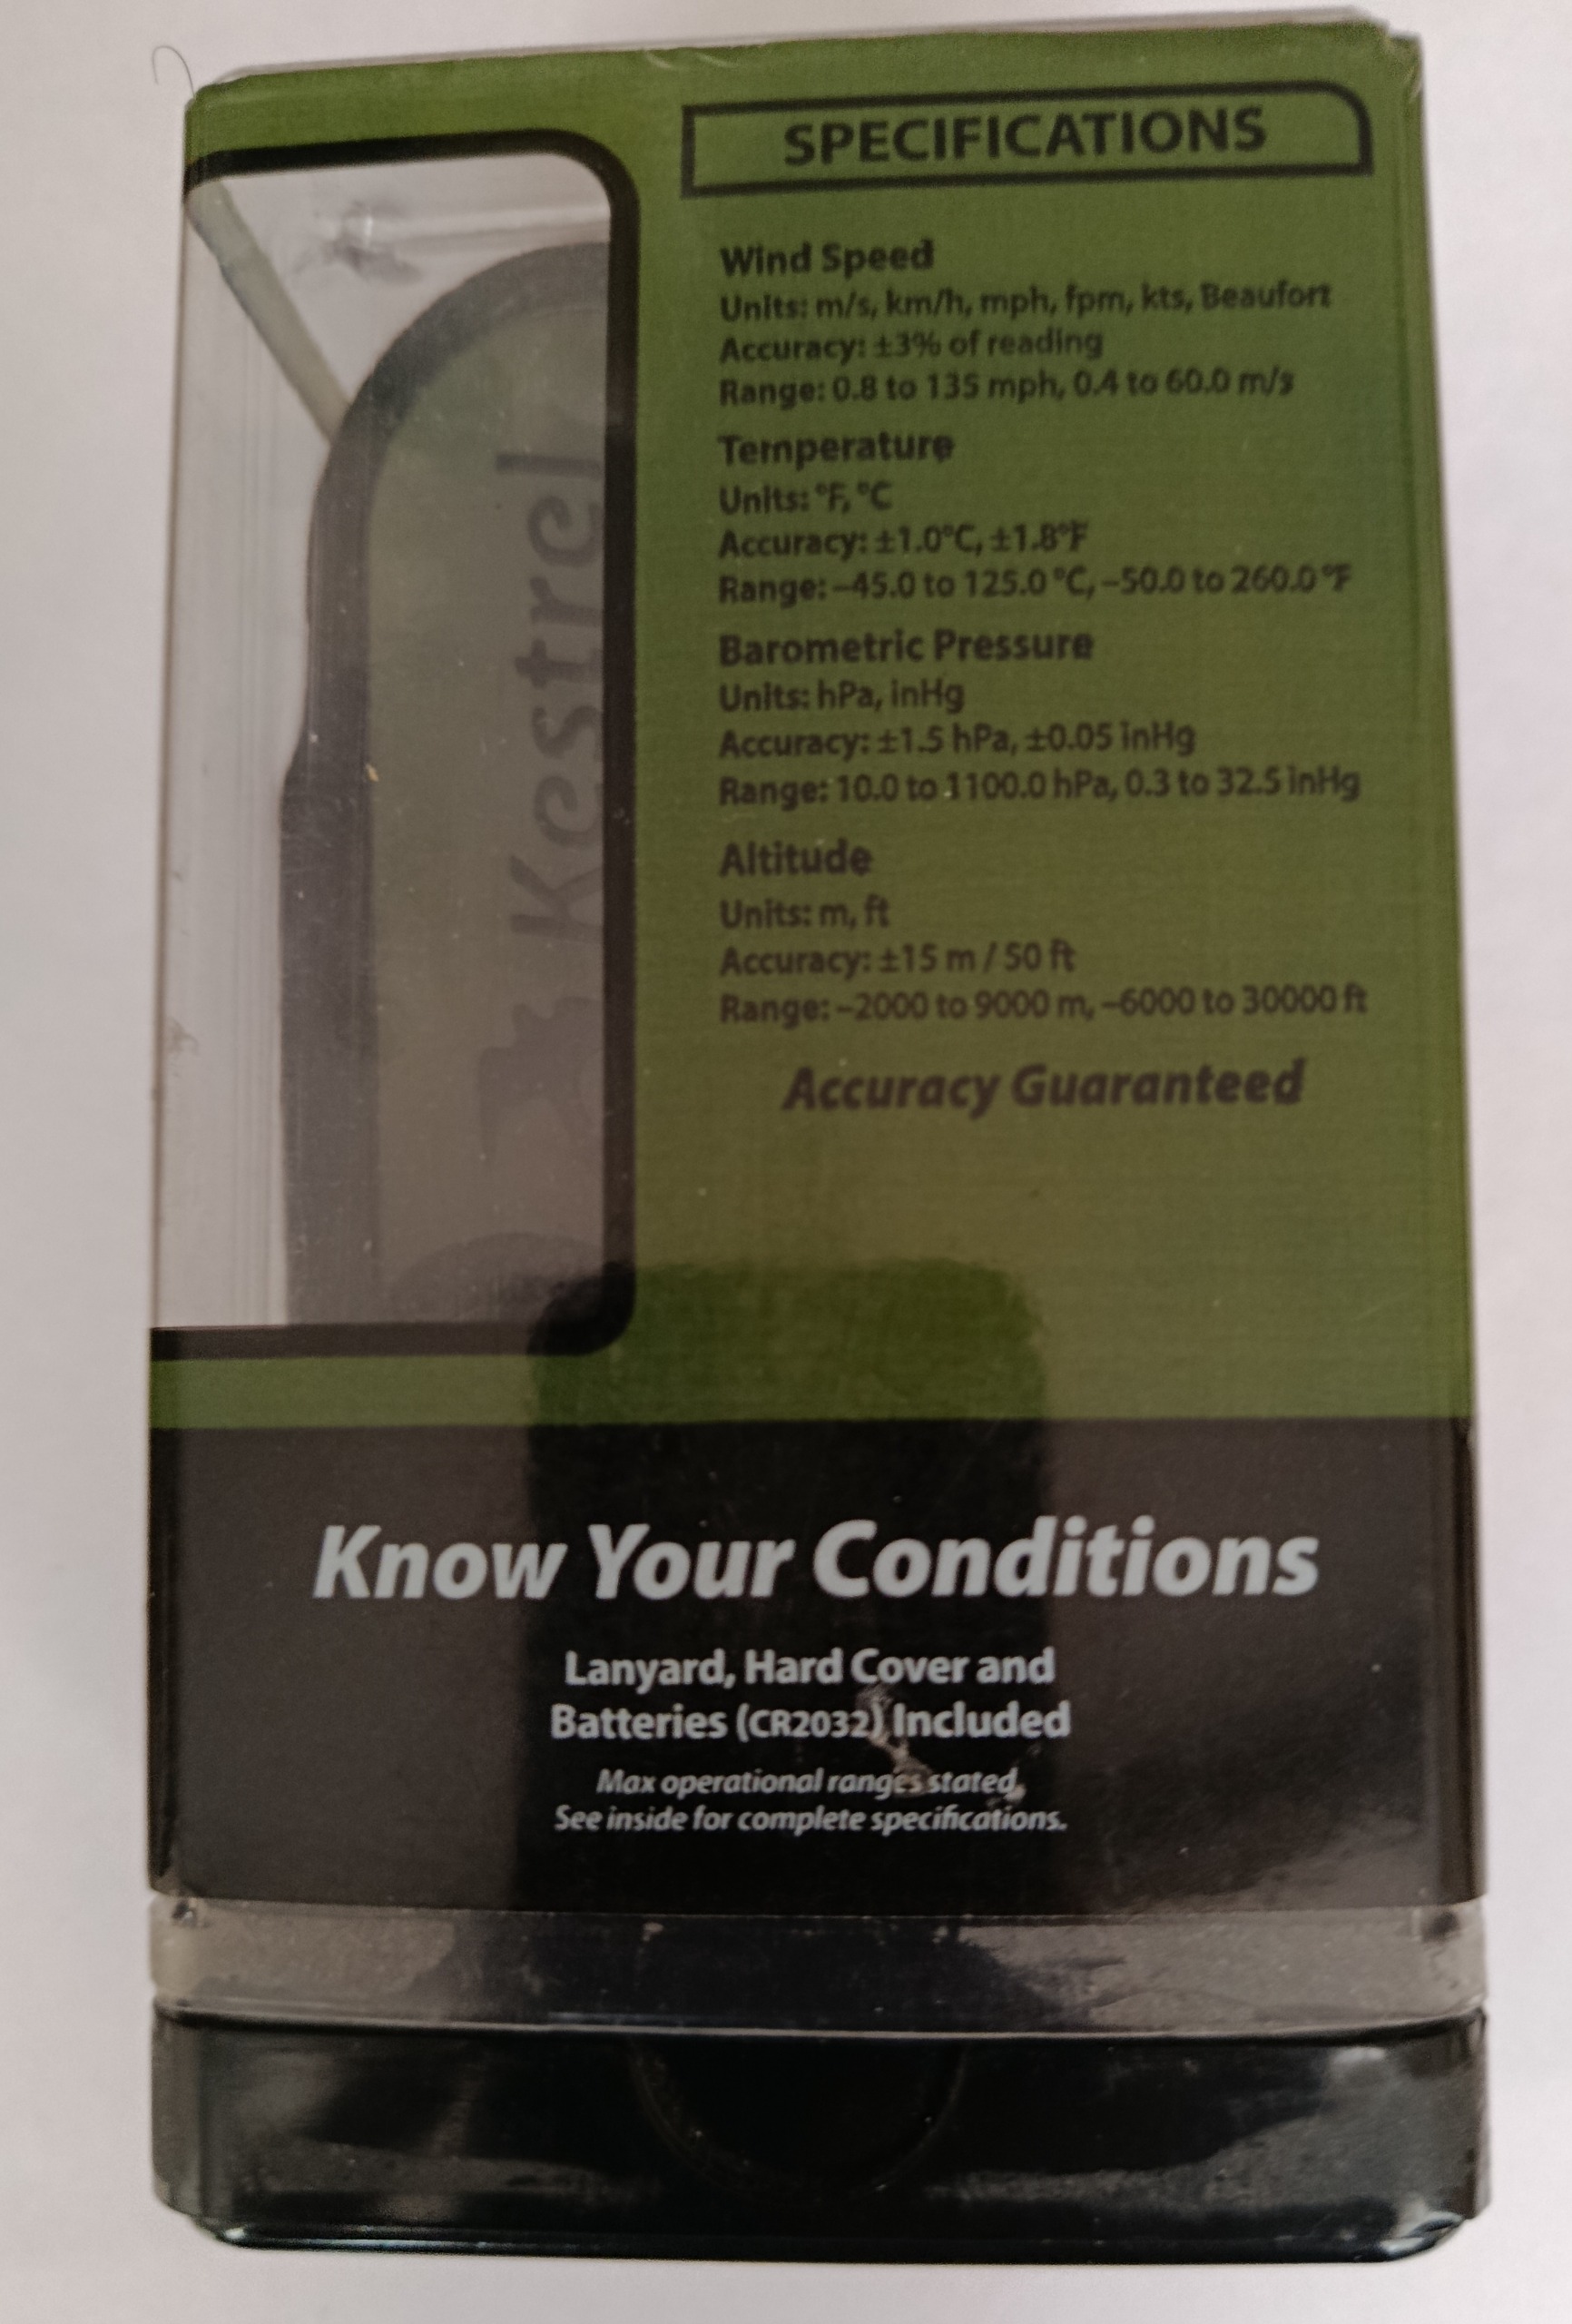 SPECIFICATIONS
Wind Speed
Units: m/s, km/h, mph, fpm, kts, Beaufort
Accuracy: ±3% of reading
Range: 0.8 to 135 mph, 0.4 to 60.0 m/s
Temperature
Units: °F, °C
Accuracy: ±1.0°C, ±1.8°F
Range: –45.0 to 125.0 °C, –50.0 to 260.0 °F
Barometric Pressure
Units: hPa, inHg
Accuracy: ±1.5 hPa, ±0.05 inHg
Range: 10.0 to 1100.0 hPa, 0.3 to 32.5 inHg
Altitude
Units: m, ft
Accuracy: ±15 m / 50 ft
Range: –2000 to 9000 m, –6000 to 30000 ft
Accuracy Guaranteed
Kestrel
Know Your Conditions
Lanyard, Hard Cover and
Batteries (CR2032) Included
Max operational ranges stated.
See inside for complete specifications.